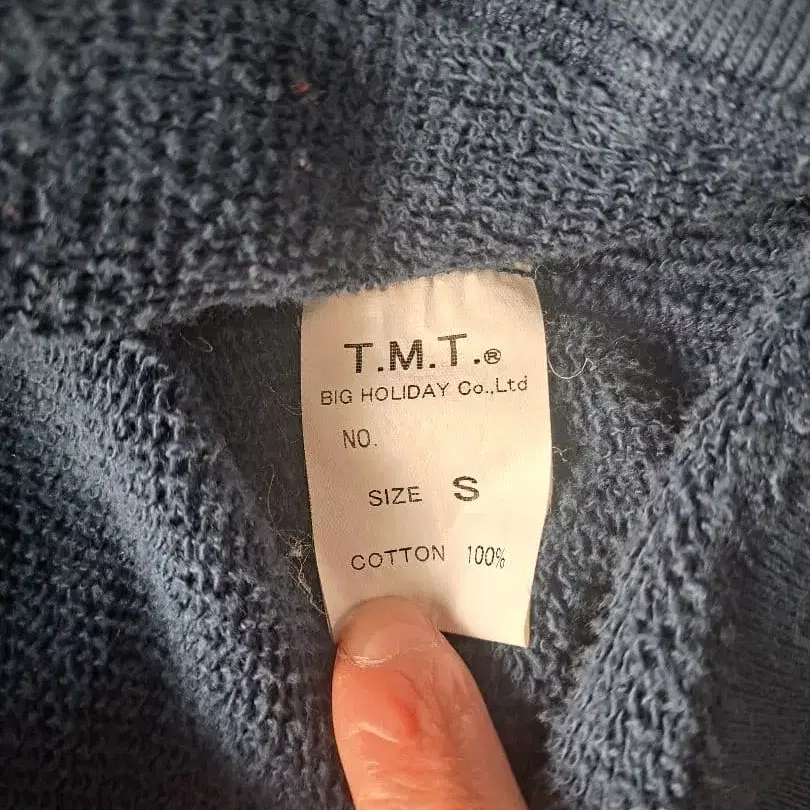 T.M.T.®
BIG HOLIDAY Co.,Ltd
NO.
SIZE S
COTTON 100%